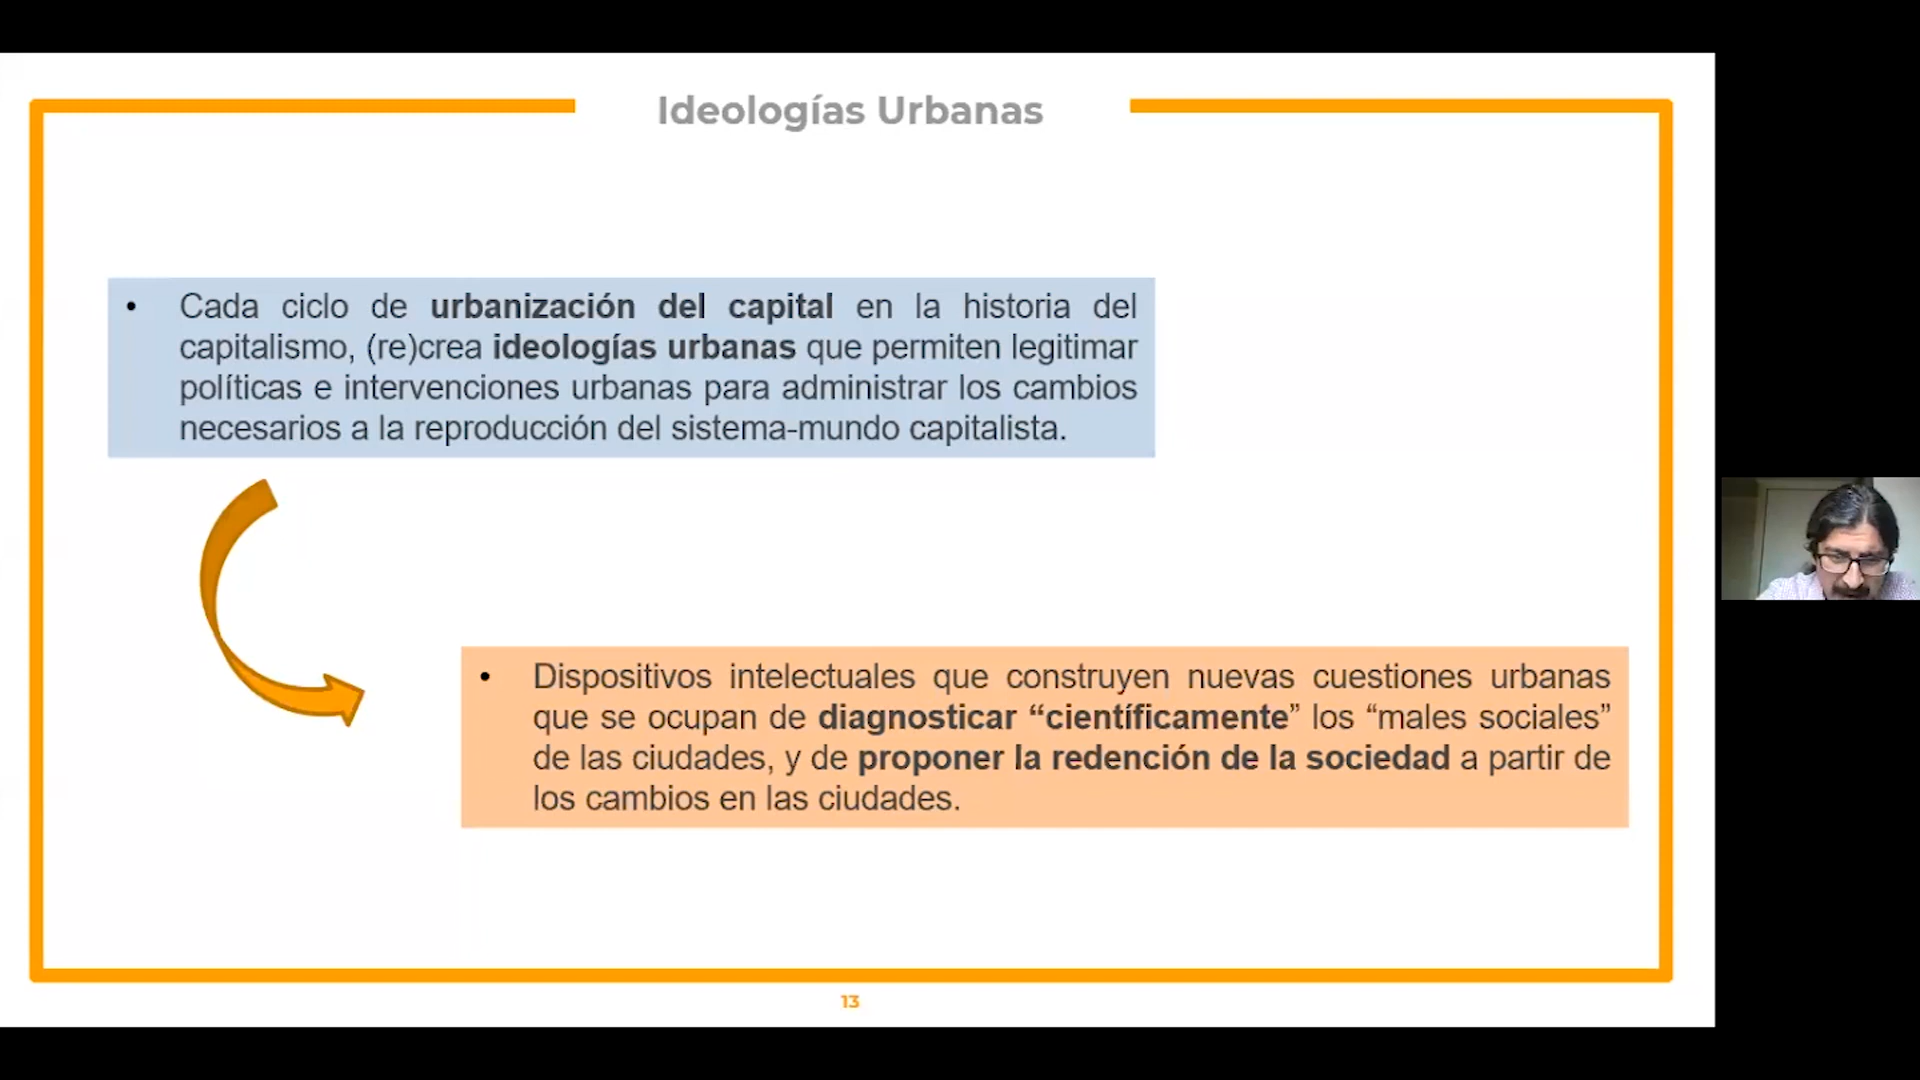 Ideologías Urbanas
• Cada ciclo de urbanización del capital en la historia del
capitalismo, (re)crea ideologías urbanas que permiten legitimar
políticas e intervenciones urbanas para administrar los cambios
necesarios a la reproducción del sistema-mundo capitalista.
• Dispositivos intelectuales que construyen nuevas cuestiones urbanas
que se ocupan de diagnosticar “científicamente” los “males sociales”
de las ciudades, y de proponer la redención de la sociedad a partir de
los cambios en las ciudades.
13